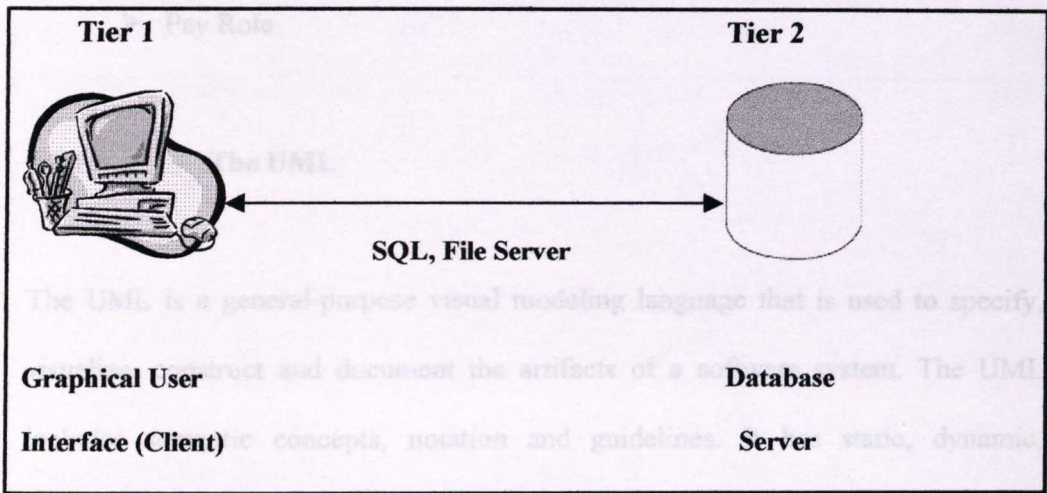 Pay Role
Tier 1 Tier 2
The UML
SQL, File Server
The UML is a general-purpose visual modeling language that is used to specify,
construct and document the artifacts of a software system. The UML
Graphical User Database
concepts, notation and guidelines. static, dynamic,
Interface (Client) Server